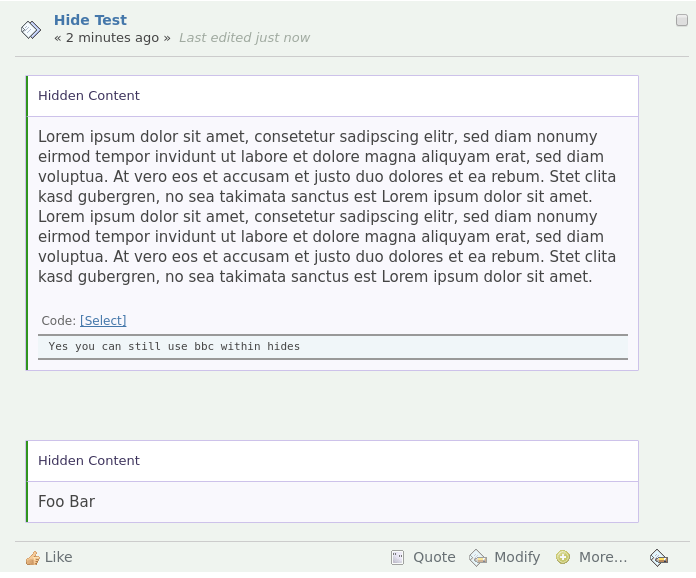 Hide Test
« 2 minutes ago » Last edited just now
Hidden Content
Lorem ipsum dolor sit amet, consetetur sadipscing elitr, sed diam nonumy
eirmod tempor invidunt ut labore et dolore magna aliquyam erat, sed diam
voluptua. At vero eos et accusam et justo duo dolores et ea rebum. Stet clita
kasd gubergren, no sea takimata sanctus est Lorem ipsum dolor sit amet.
Lorem ipsum dolor sit amet, consetetur sadipscing elitr, sed diam nonumy
eirmod tempor invidunt ut labore et dolore magna aliquyam erat, sed diam
voluptua. At vero eos et accusam et justo duo dolores et ea rebum. Stet clita
kasd gubergren, no sea takimata sanctus est Lorem ipsum dolor sit amet.
Code: [Select]
Yes you can still use bbc within hides
Hidden Content
Foo Bar
Like Quote Modify More...